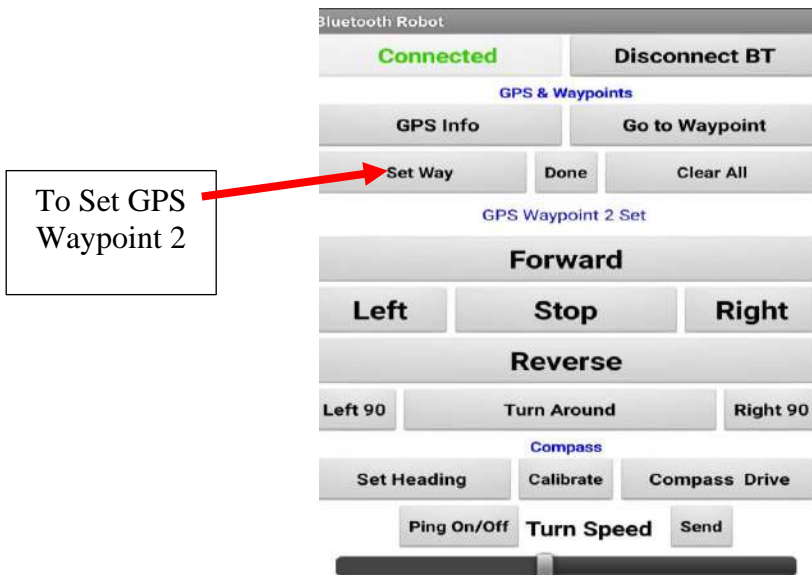 Bluetooth Robot
Connected Disconnect BT
GPS & Waypoints
GPS Info Go to Waypoint
Set Way Done Clear All
To Set GPS
Waypoint 2
GPS Waypoint 2 Set
Forward
Left Stop Right
Reverse
Left 90 Turn Around Right 90
Compass
Set Heading Calibrate Compass Drive
Ping On/Off Turn Speed Send